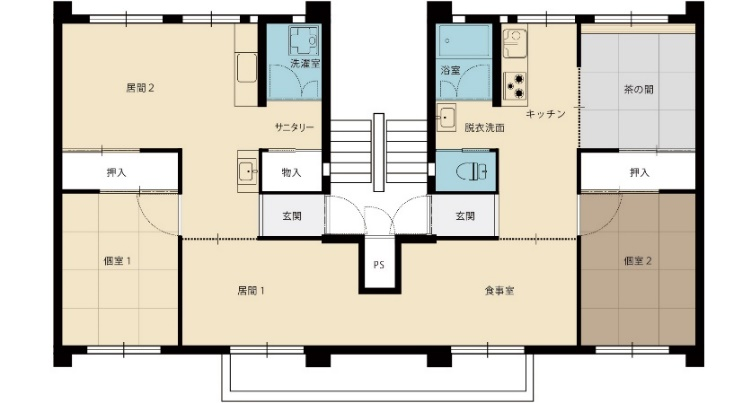 洗濯室
居間2
浴室
茶の間
キッチン
サニタリー
脱衣洗面
押入
物入
押入
玄関
玄関
個室1
PS
個室2
居間1
食事室